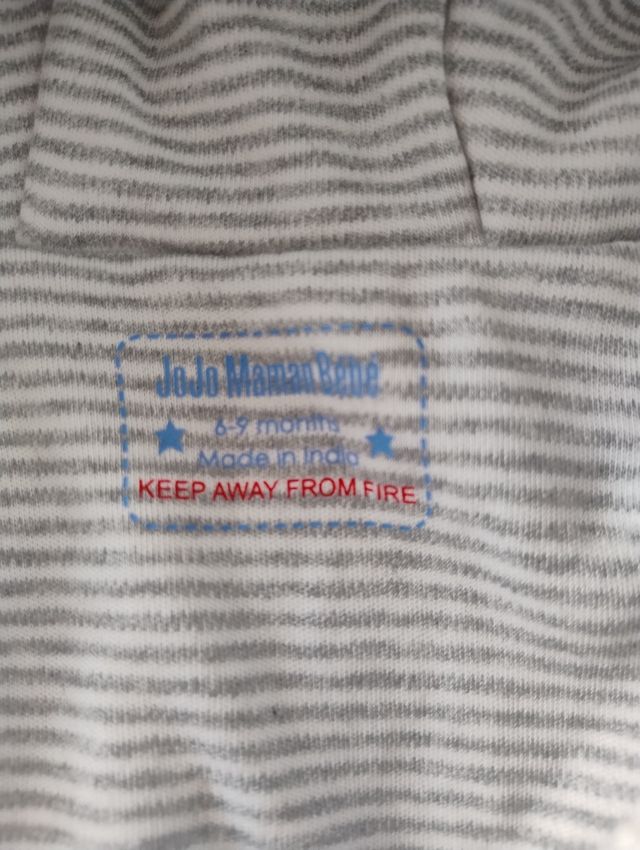 JoJo Maman Bébé
6-9 months
Made in India
KEEP AWAY FROM FIRE